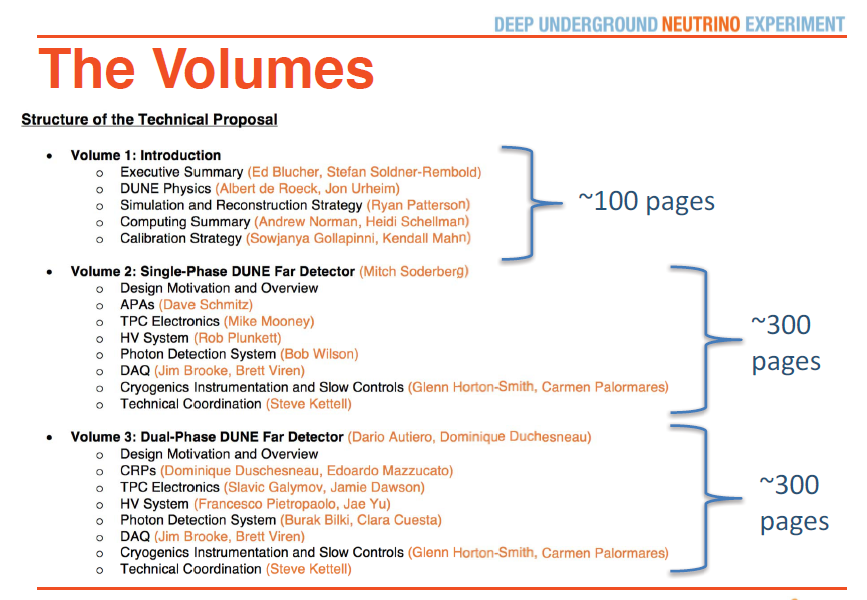 DEEP UNDERGROUND NEUTRINO EXPERIMENT
The Volumes
Structure of the Technical Proposal
• Volume 1: Introduction
o Executive Summary (Ed Blucher, Stefan Soldner-Rembold)
o DUNE Physics (Albert de Roeck, Jon Urheim)
o Simulation and Reconstruction Strategy (Ryan Patterson)
o Computing Summary (Andrew Norman, Heidi Schellman)
o Calibration Strategy (Sowjanya Gollapinni, Kendall Mahn)
~100 pages
• Volume 2: Single-Phase DUNE Far Detector (Mitch Soderberg)
o Design Motivation and Overview
o APAs (Dave Schmitz)
o TPC Electronics (Mike Mooney)
o HV System (Rob Plunkett)
o Photon Detection System (Bob Wilson)
o DAQ (Jim Brooke, Brett Viren)
o Cryogenics Instrumentation and Slow Controls (Glenn Horton-Smith, Carmen Palormares)
o Technical Coordination (Steve Kettell)
~300
pages
• Volume 3: Dual-Phase DUNE Far Detector (Dario Autiero, Dominique Duchesneau)
o Design Motivation and Overview
o CRPs (Dominique Duschesneau, Edoardo Mazzucato)
o TPC Electronics (Slavic Galymov, Jamie Dawson)
o HV System (Francesco Pietropaolo, Jae Yu)
o Photon Detection System (Burak Bilki, Clara Cuesta)
o DAQ (Jim Brooke, Brett Viren)
o Cryogenics Instrumentation and Slow Controls (Glenn Horton-Smith, Carmen Palormares)
o Technical Coordination (Steve Kettell)
~300
pages